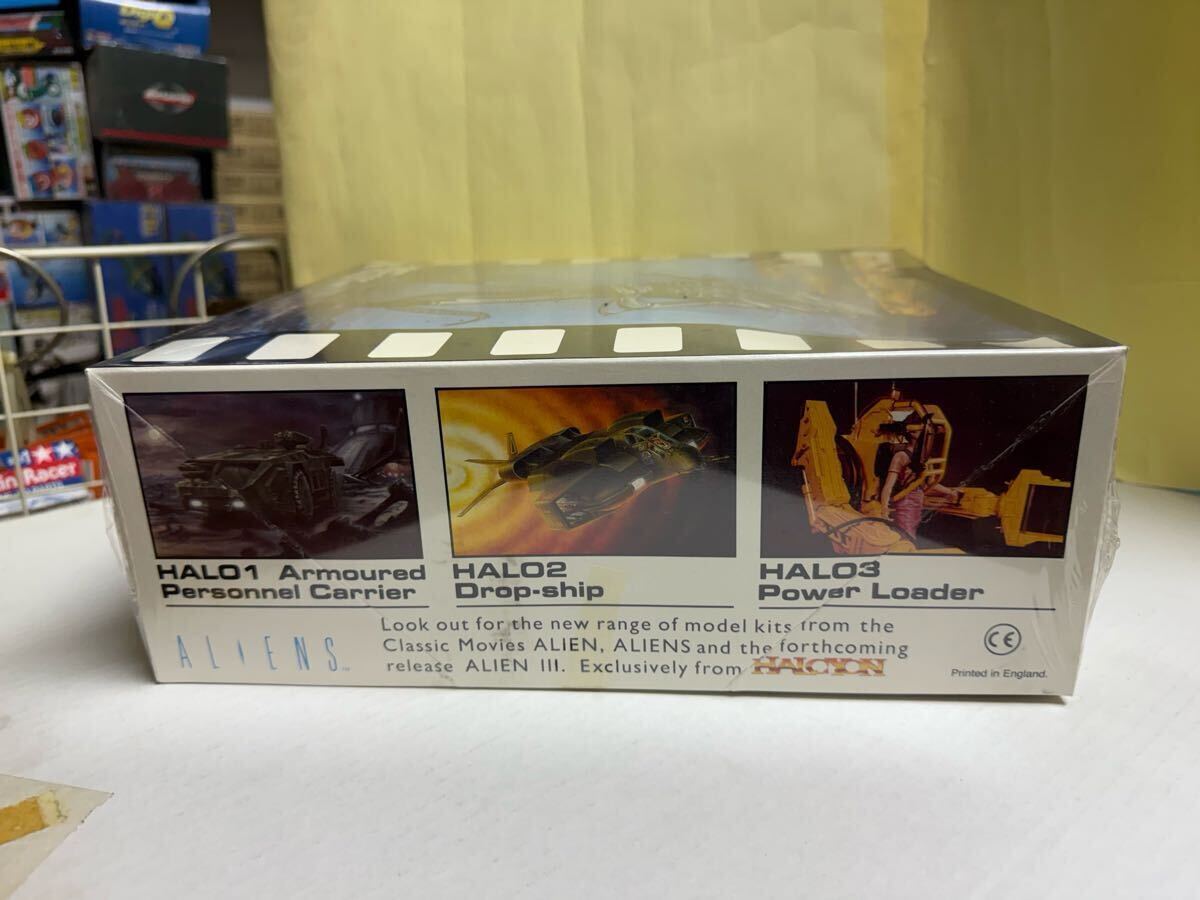 HAL01 Armoured
Personnel Carrier
HAL02
Drop-ship
HAL03
Power Loader
ALIENS™
Look out for the new range of model kits from the
Classic Movies ALIEN, ALIENS and the forthcoming
release ALIEN III. Exclusively from HALCYON
CE
Printed in England.
Racer